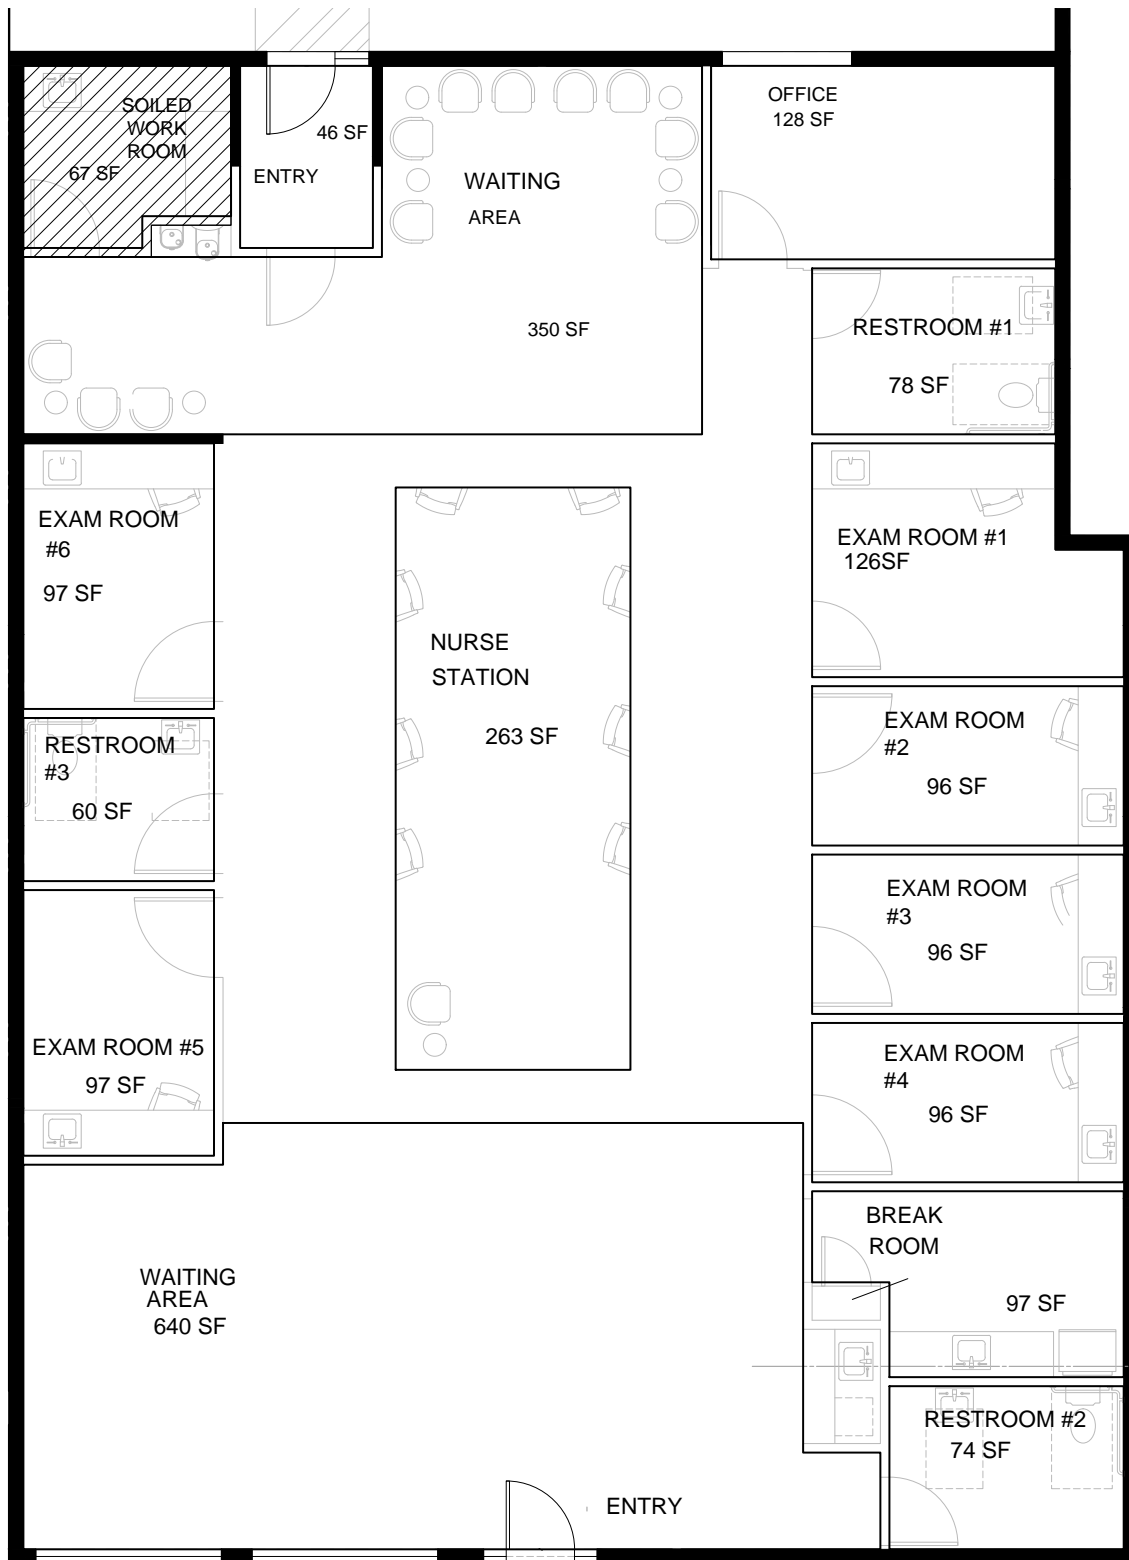 SOILED
WORK
ROOM
67 SF
46 SF
ENTRY
WAITING
AREA
350 SF
OFFICE
128 SF
RESTROOM #1
78 SF
EXAM ROOM
#6
97 SF
EXAM ROOM #1
126SF
NURSE
STATION
263 SF
RESTROOM
#3
60 SF
EXAM ROOM
#2
96 SF
EXAM ROOM
#3
96 SF
EXAM ROOM #5
97 SF
EXAM ROOM
#4
96 SF
BREAK
ROOM
97 SF
WAITING
AREA
640 SF
RESTROOM #2
74 SF
ENTRY